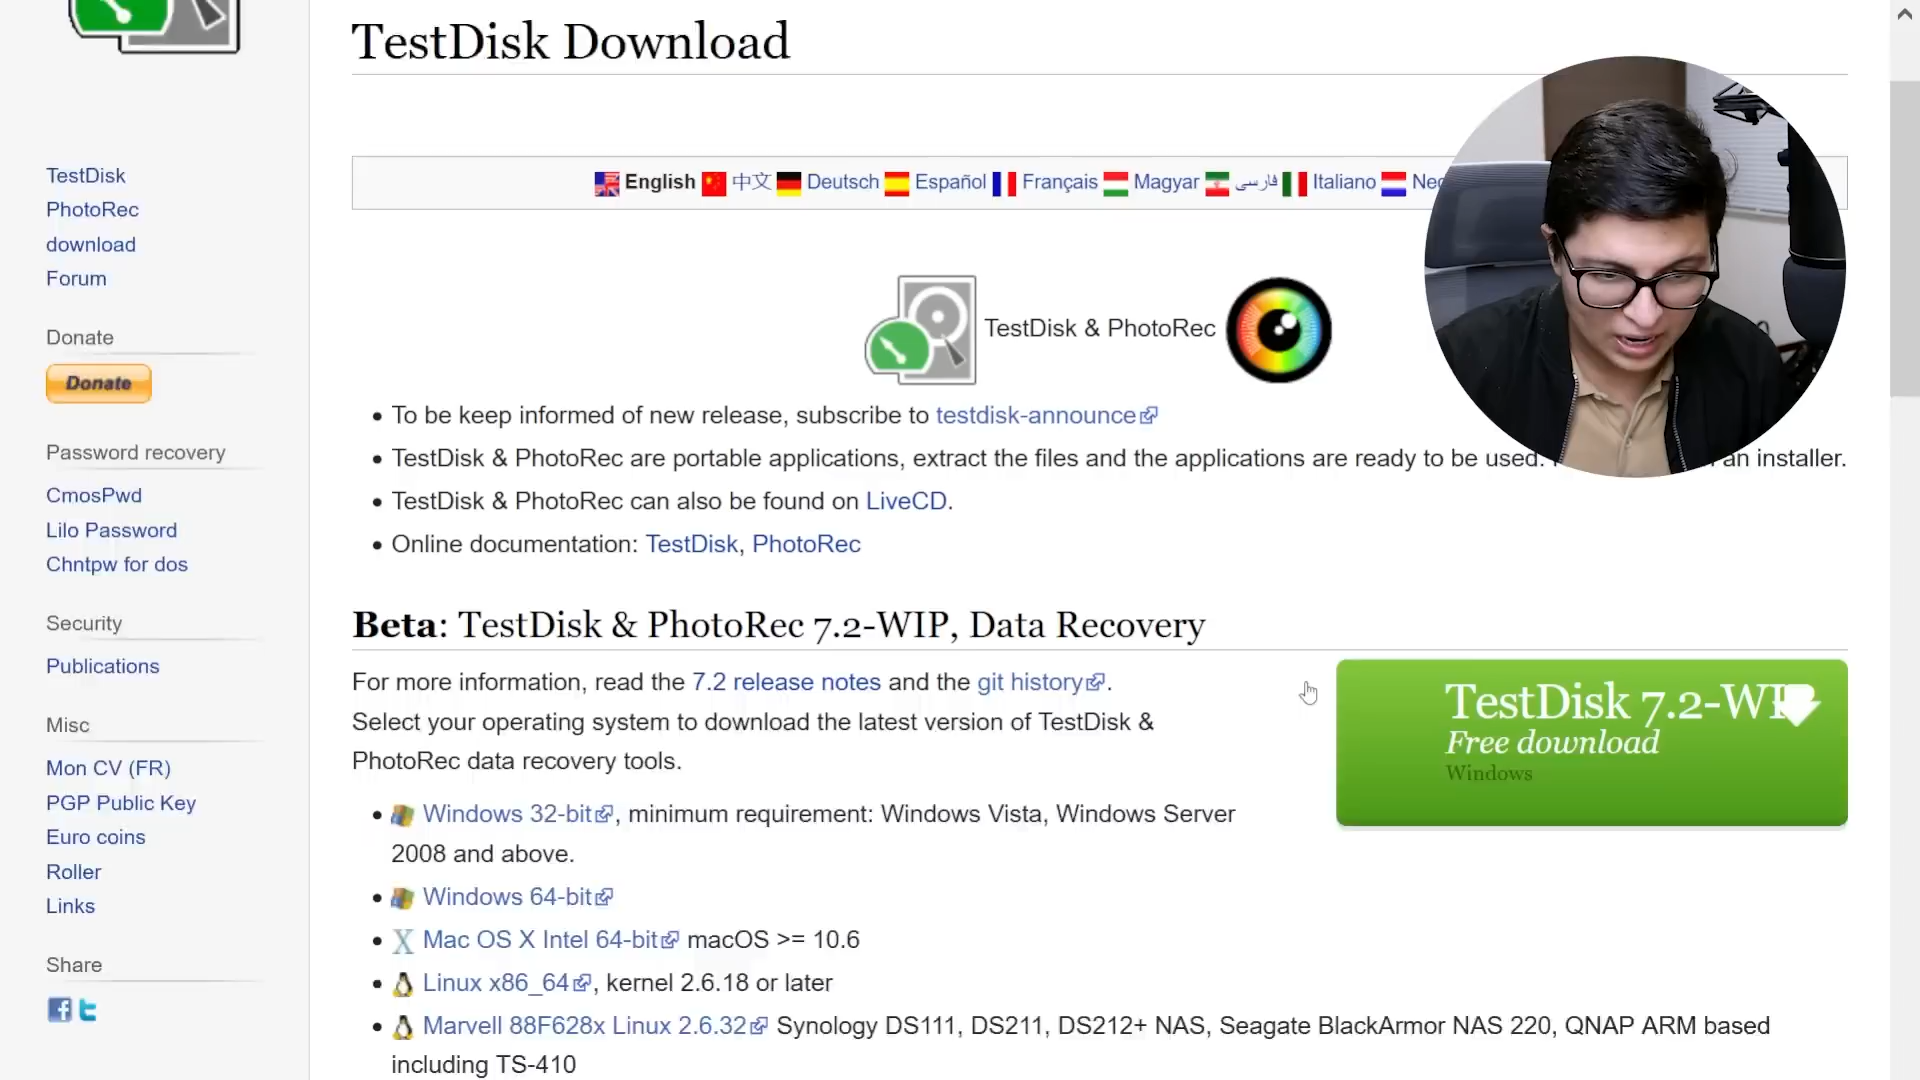 TestDisk Download
TestDisk
PhotoRec
download
Forum
Donate
Donate
Password recovery
CmosPwd
Lilo Password
Chntpw for dos
Security
Publications
Misc
Mon CV (FR)
PGP Public Key
Euro coins
Roller
Links
Share
English 中文 Deutsch Español Français Magyar فارسی Italiano
TestDisk & PhotoRec
To be keep informed of new release, subscribe to testdisk-announce
TestDisk & PhotoRec are portable applications, extract the files and the applications are ready to be used. an installer.
TestDisk & PhotoRec can also be found on LiveCD.
Online documentation: TestDisk, PhotoRec
Beta: TestDisk & PhotoRec 7.2-WIP, Data Recovery
For more information, read the 7.2 release notes and the git history.
Select your operating system to download the latest version of TestDisk &
PhotoRec data recovery tools.
TestDisk 7.2-WIP
Free download
Windows
Windows 32-bit, minimum requirement: Windows Vista, Windows Server
2008 and above.
Windows 64-bit
Mac OS X Intel 64-bit macOS >= 10.6
Linux x86_64, kernel 2.6.18 or later
Marvell 88F628x Linux 2.6.32 Synology DS111, DS211, DS212+ NAS, Seagate BlackArmor NAS 220, QNAP ARM based
including TS-410